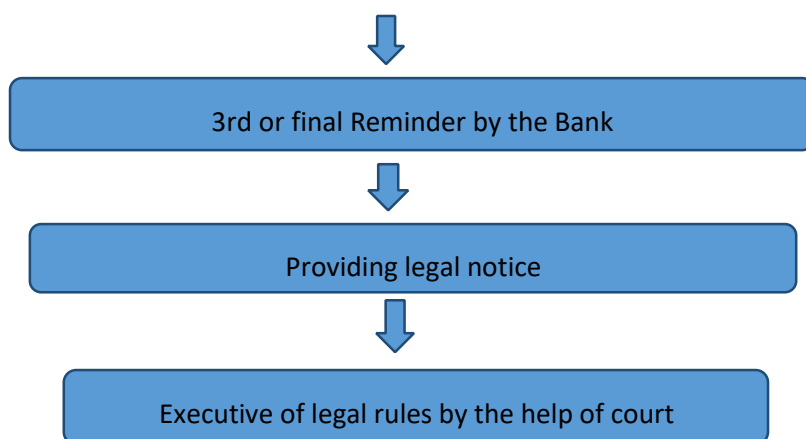 3rd or final Reminder by the Bank
Providing legal notice
Executive of legal rules by the help of court